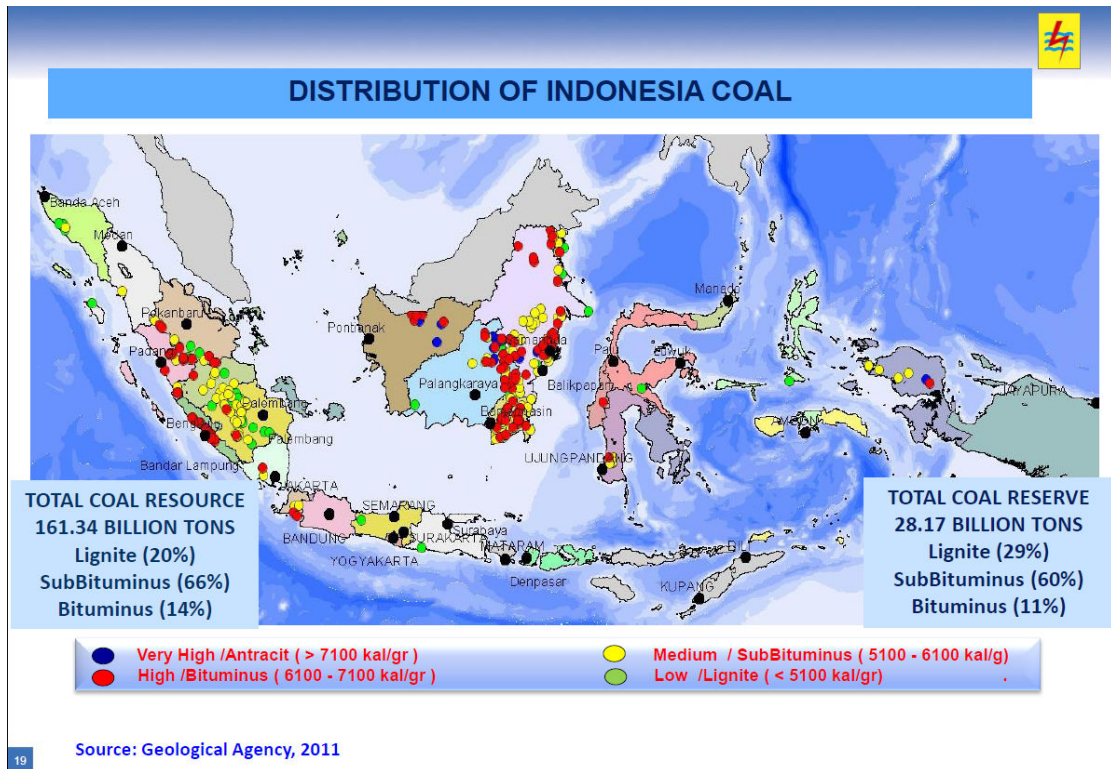 DISTRIBUTION OF INDONESIA COAL
Banda Aceh
Medan
Pekanbaru
Padang
Palembang
Bandar Lampung
Pontianak
Palangkaraya
Balikpapan
Manado
Palu
Luwuk
UJUNGPANDANG
AMBON
JAYAPURA
JAKARTA
SEMARANG
BANDUNG
SURAKARTA
Surabaya
YOGYAKARTA
MATARAM
Denpasar
KUPANG
TOTAL COAL RESOURCE
161.34 BILLION TONS
Lignite (20%)
SubBituminus (66%)
Bituminus (14%)
TOTAL COAL RESERVE
28.17 BILLION TONS
Lignite (29%)
SubBituminus (60%)
Bituminus (11%)
Very High /Antracit ( > 7100 kal/gr )
High /Bituminus ( 6100 - 7100 kal/gr )
Medium / SubBituminus ( 5100 - 6100 kal/g)
Low /Lignite ( < 5100 kal/gr) .
Source: Geological Agency, 2011
19